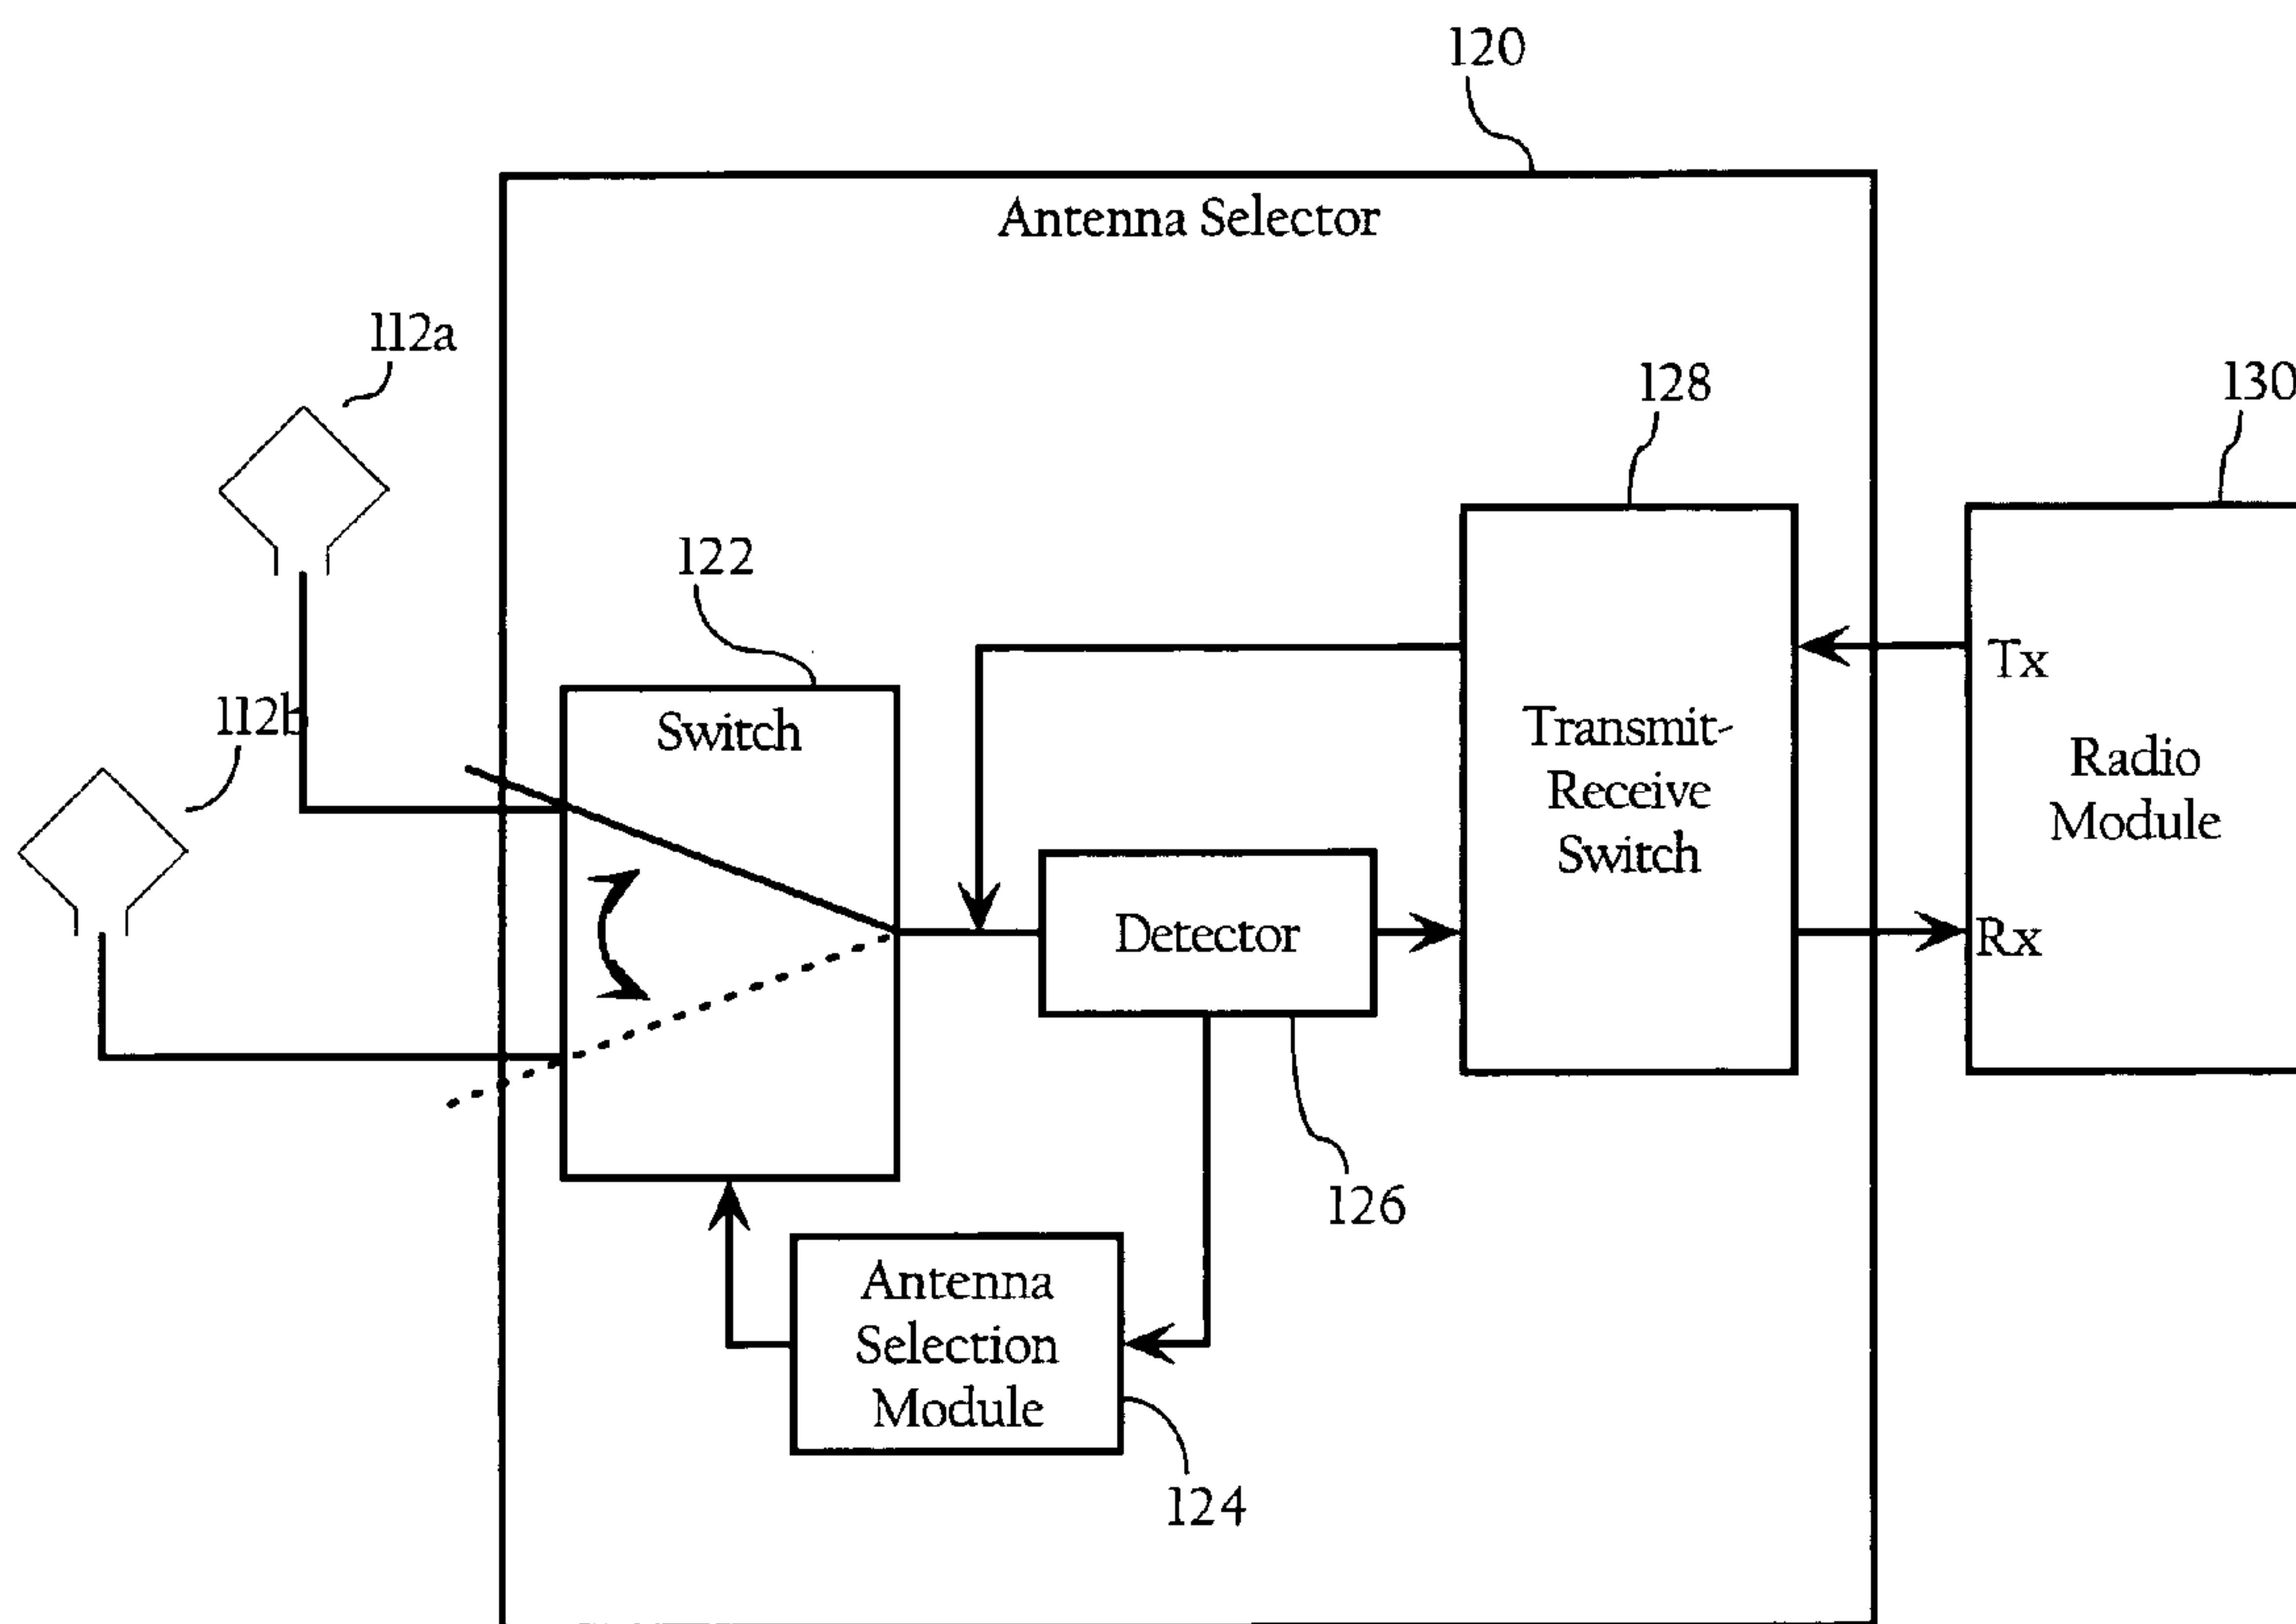 120
Antenna Selector
112a
128
130
122
112b
Switch
Tx
Transmit-
Receive
Switch
Radio
Module
Detector
Rx
126
Antenna
Selection
Module
124